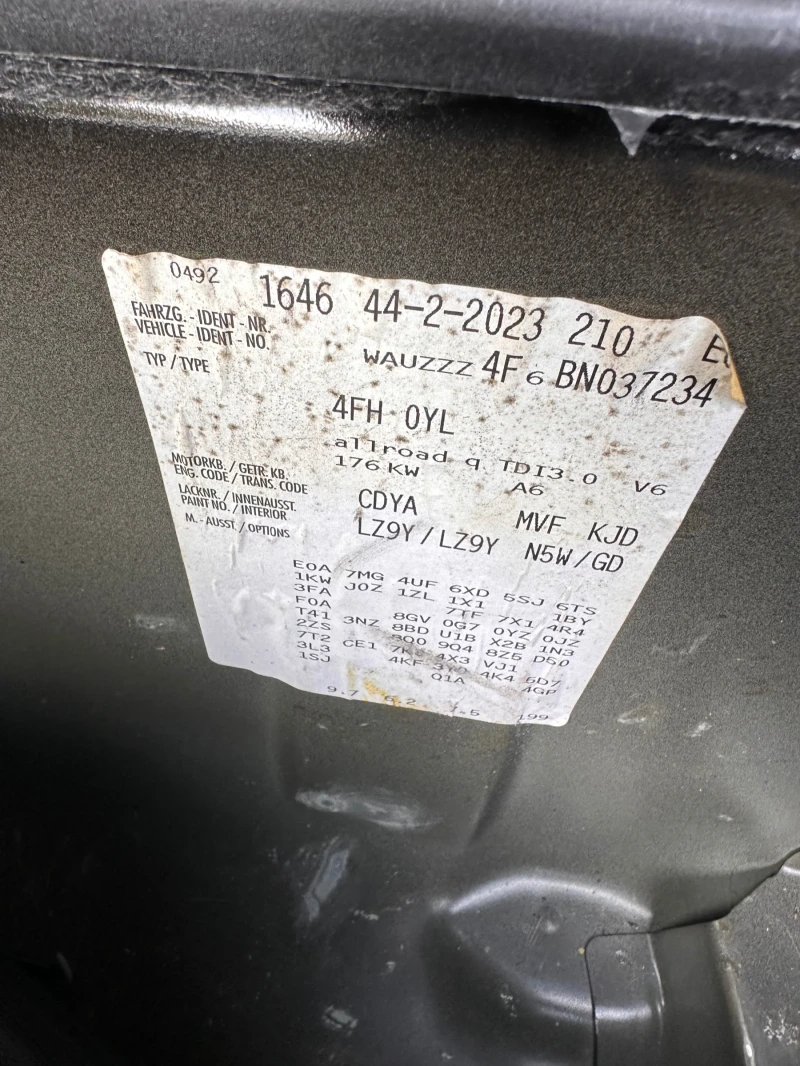 0492 1646 44-2-2023 210
FAHRZG. - IDENT - NR.
VEHICLE - IDENT - NO. WAUZZZ 4F 6 BN037234
TYP / TYPE 4FH 0YL
allroad q TDI3.0 V6
176 KW A6
MOTORKB. / GETR. KB.
ENG. CODE / TRANS. CODE CDYA MVF KJD
LACKNR. / INNENAUSST.
PAINT NO. / INTERIOR LZ9Y / LZ9Y N5W / GD
M. - AUSST. / OPTIONS
E0A 7MG 4UF 6XD 5SJ 6TS
1KW J0Z 1ZL 1X1 1BY
3FA 7TF 7X1 4R4
F0A 8GV 0G7 0YZ 0JZ
T41 3NZ 8BD U1B X2B 1N3
2ZS 8Q0 9Q4 8Z5 D50
7T2 CE1 4X3 VJ1
3L3 4KF 4K4 5D7
1SJ Q1A 4GP
9.7 199